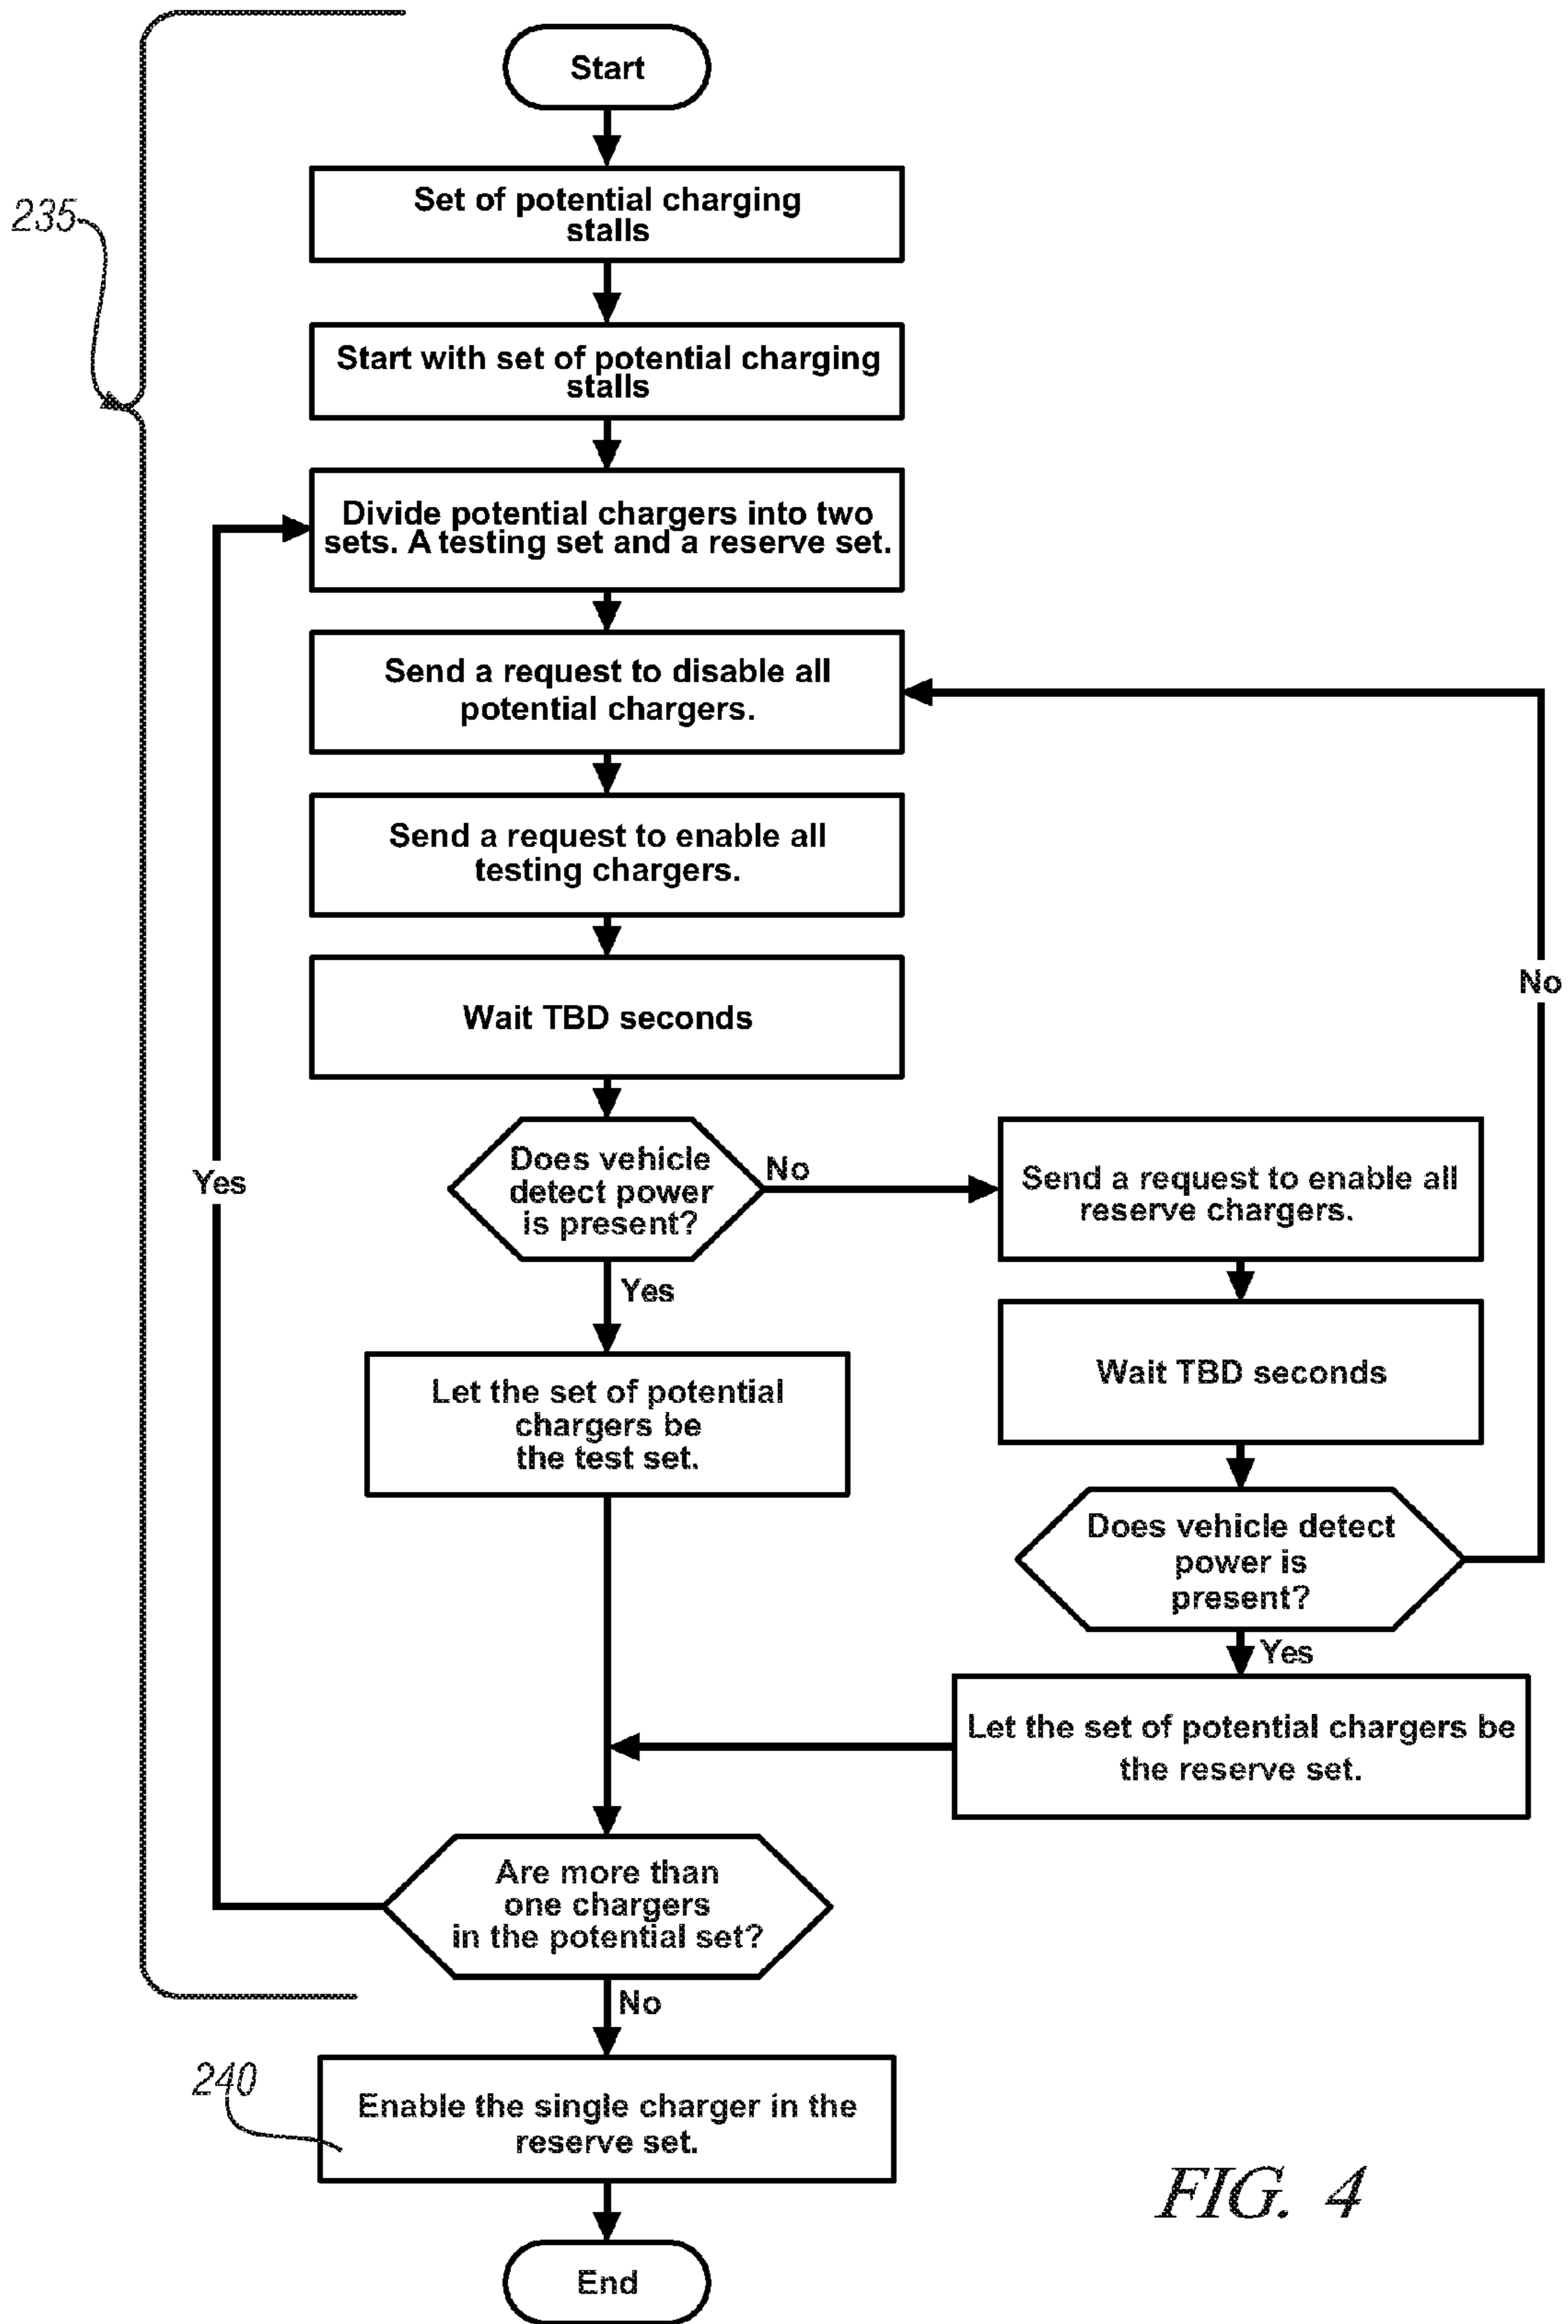 Start
235
Set of potential charging
stalls
Start with set of potential charging
stalls
Divide potential chargers into two
sets. A testing set and a reserve set.
Send a request to disable all
potential chargers.
Send a request to enable all
testing chargers.
Wait TBD seconds
No
Does vehicle
detect power
is present?
No
Yes
Send a request to enable all
reserve chargers.
Yes
Let the set of potential
chargers be
the test set.
Wait TBD seconds
Does vehicle detect
power is
present?
Yes
Let the set of potential chargers be
the reserve set.
Are more than
one chargers
in the potential set?
No
240
Enable the single charger in the
reserve set.
End
FIG. 4